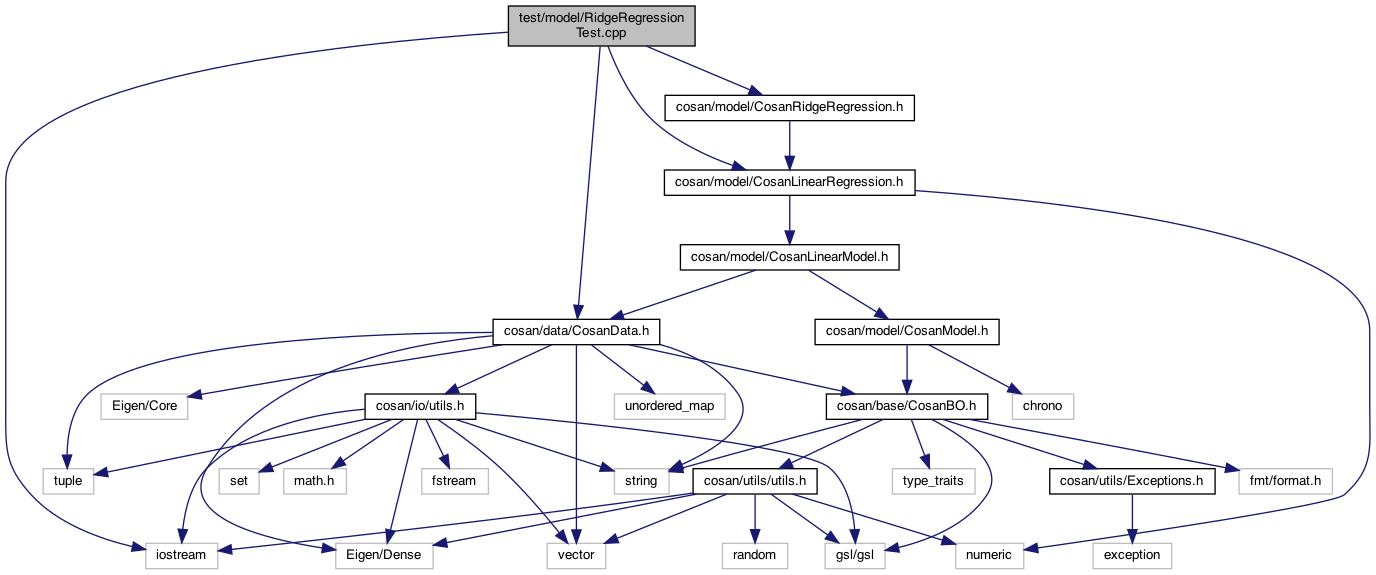 test/model/RidgeRegression
Test.cpp
cosan/model/CosanRidgeRegression.h
cosan/model/CosanLinearRegression.h
cosan/model/CosanLinearModel.h
cosan/data/CosanData.h
cosan/model/CosanModel.h
Eigen/Core
cosan/io/utils.h
unordered_map
cosan/base/CosanBO.h
chrono
tuple
set
math.h
fstream
string
cosan/utils/utils.h
type_traits
cosan/utils/Exceptions.h
fmt/format.h
iostream
Eigen/Dense
vector
random
gsl/gsl
numeric
exception